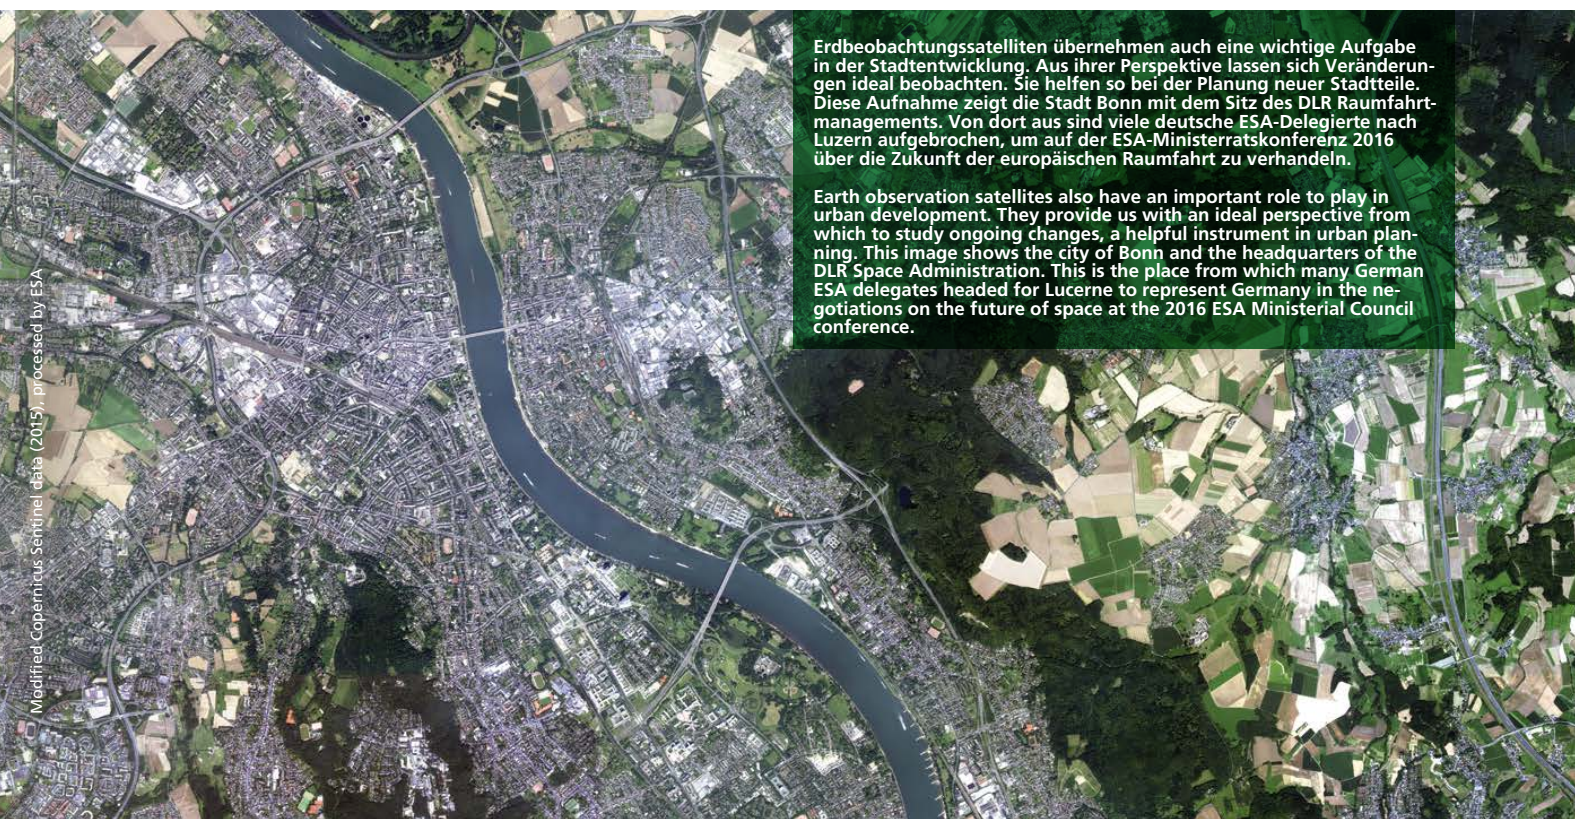 Erdbeobachtungssatelliten übernehmen auch eine wichtige Aufgabe
in der Stadtentwicklung. Aus ihrer Perspektive lassen sich Veränderun-
gen ideal beobachten. Sie helfen so bei der Planung neuer Stadtteile.
Diese Aufnahme zeigt die Stadt Bonn mit dem Sitz des DLR Raumfahrt-
managements. Von dort aus sind viele deutsche ESA-Delegierte nach
Luzern aufgebrochen, um auf der ESA-Ministerratskonferenz 2016
über die Zukunft der europäischen Raumfahrt zu verhandeln.
Earth observation satellites also have an important role to play in
urban development. They provide us with an ideal perspective from
which to study ongoing changes, a helpful instrument in urban plan-
ning. This image shows the city of Bonn and the headquarters of the
DLR Space Administration. This is the place from which many German
ESA delegates headed for Lucerne to represent Germany in the ne-
gotiations on the future of space at the 2016 ESA Ministerial Council
conference.
Modified Copernicus Sentinel data (2015), processed by ESA